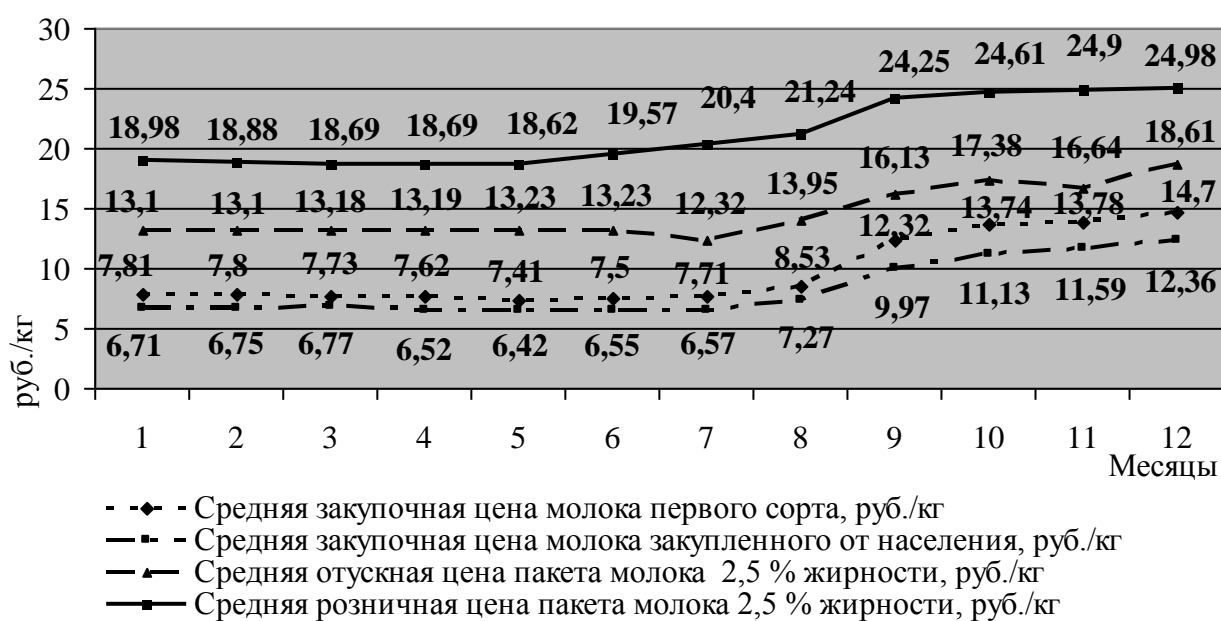 30
25
20
15
10
5
0
руб./кг
18,98 18,88 18,69 18,69 18,62 19,57 20,4 21,24 24,25 24,61 24,9 24,98
13,1 13,1 13,18 13,19 13,23 13,23 12,32 13,95 16,13 17,38 16,64 18,61
7,81 7,8 7,73 7,62 7,41 7,5 7,71 8,53 12,32 13,74 13,78 14,7
6,71 6,75 6,77 6,52 6,42 6,55 6,57 7,27 9,97 11,13 11,59 12,36
1 2 3 4 5 6 7 8 9 10 11 12
Месяцы
Средняя закупочная цена молока первого сорта, руб./кг
Средняя закупочная цена молока закупленного от населения, руб./кг
Средняя отускная цена пакета молока 2,5 % жирности, руб./кг
Средняя розничная цена пакета молока 2,5 % жирности, руб./кг